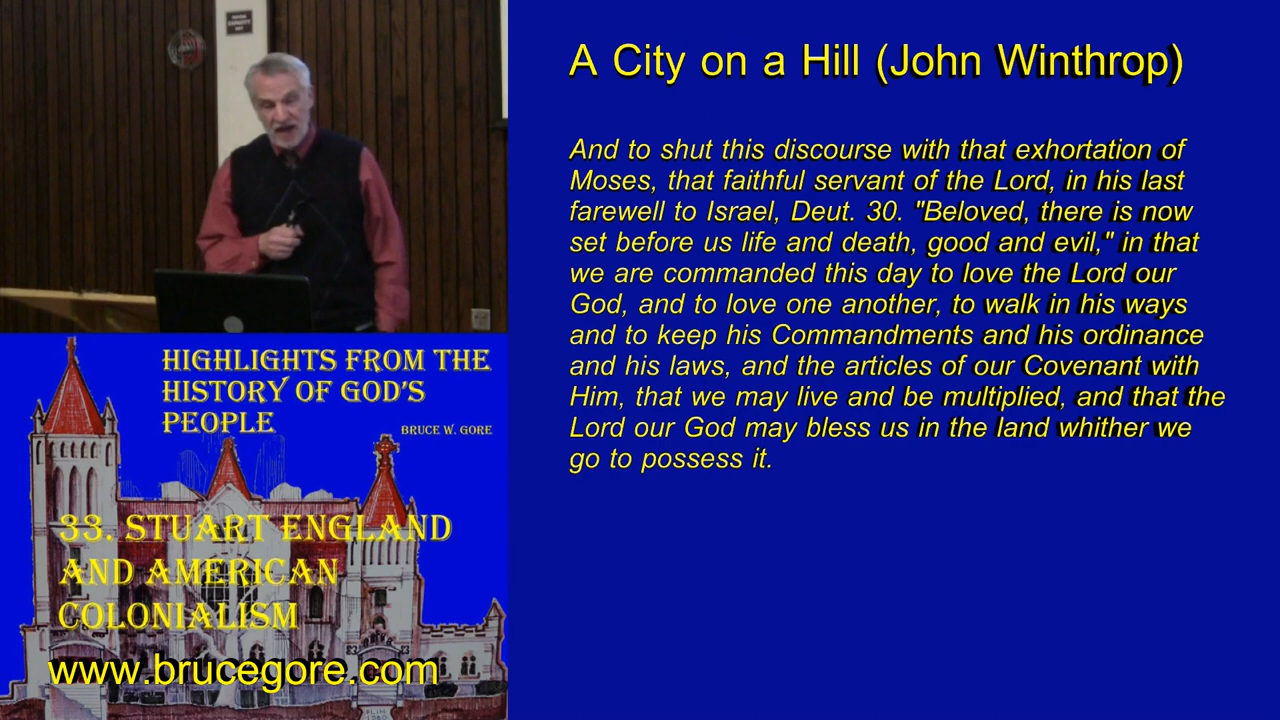 A City on a Hill (John Winthrop)
And to shut this discourse with that exhortation of
Moses, that faithful servant of the Lord, in his last
farewell to Israel, Deut. 30. "Beloved, there is now
set before us life and death, good and evil," in that
we are commanded this day to love the Lord our
God, and to love one another, to walk in his ways
and to keep his Commandments and his ordinance
and his laws, and the articles of our Covenant with
Him, that we may live and be multiplied, and that the
Lord our God may bless us in the land whither we
go to possess it.
HIGHLIGHTS FROM THE
HISTORY OF GOD'S
PEOPLE
BRUCE W. GORE
33. STUART ENGLAND
AND AMERICAN
COLONIALISM
www.brucegore.com